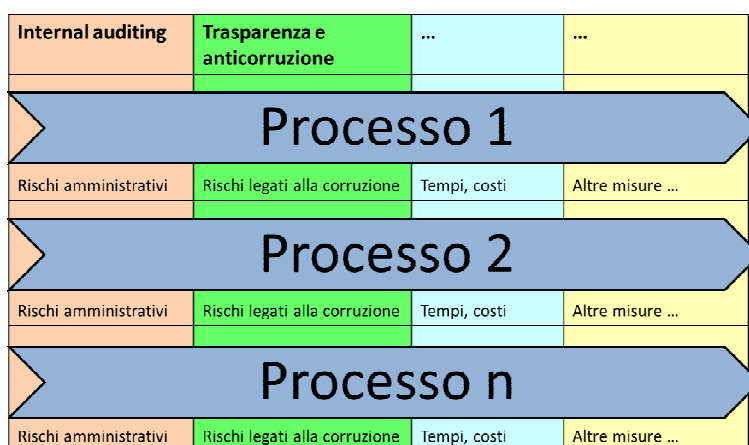 Internal auditing
Trasparenza e
anticorruzione
...
...
Processo 1
Rischi amministrativi
Rischi legati alla corruzione
Tempi, costi
Altre misure ...
Processo 2
Rischi amministrativi
Rischi legati alla corruzione
Tempi, costi
Altre misure ...
Processo n
Rischi amministrativi
Rischi legati alla corruzione
Tempi, costi
Altre misure ...